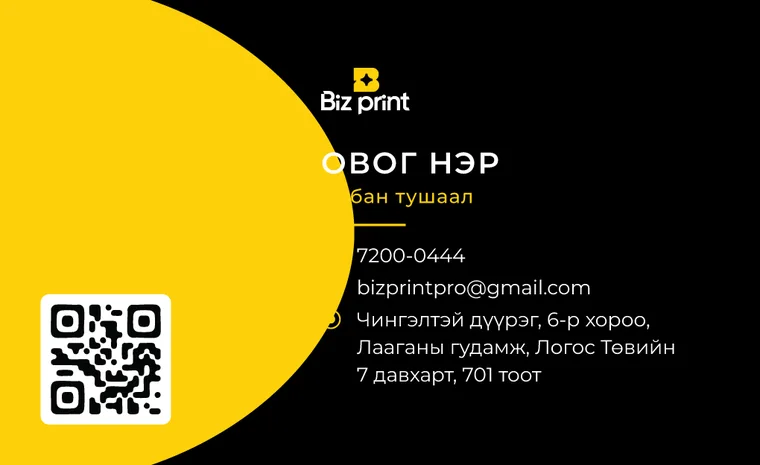 Biz print
ОВОГ НЭР
бан тушаал
7200-0444
bizprintpro@gmail.com
Чингэлтэй дүүрэг, 6-р хороо,
Лааганы гудамж, Логос Төвийн
7 давхарт, 701 тоот